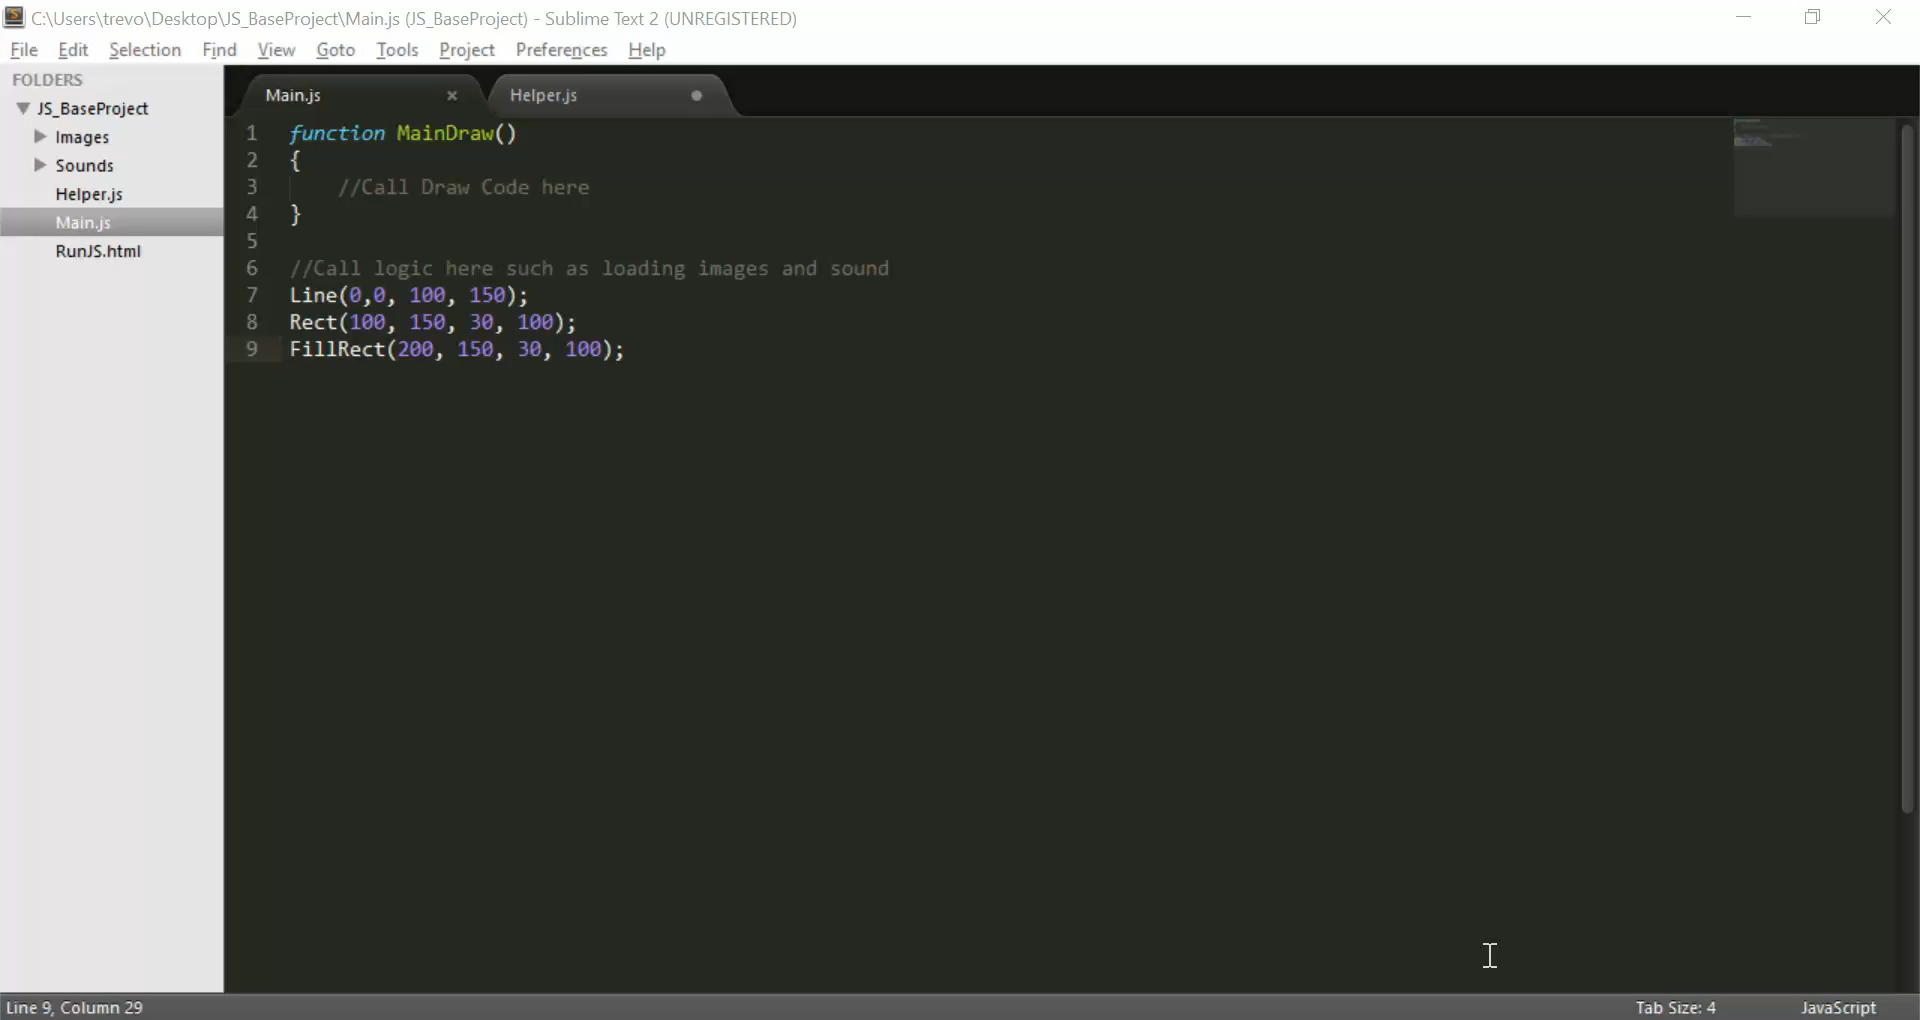 C:\Users\trevo\Desktop\JS_BaseProject\Main.js (JS_BaseProject) - Sublime Text 2 (UNREGISTERED)
File Edit Selection Find View Goto Tools Project Preferences Help
FOLDERS
JS_BaseProject
Images
Sounds
Helper.js
Main.js
RunJS.html
Main.js × Helper.js
1 function MainDraw()
2 {
3 //Call Draw Code here
4 }
5
6 //Call logic here such as loading images and sound
7 Line(0,0, 100, 150);
8 Rect(100, 150, 30, 100);
9 FillRect(200, 150, 30, 100);
Line 9, Column 29 Tab Size: 4 JavaScript